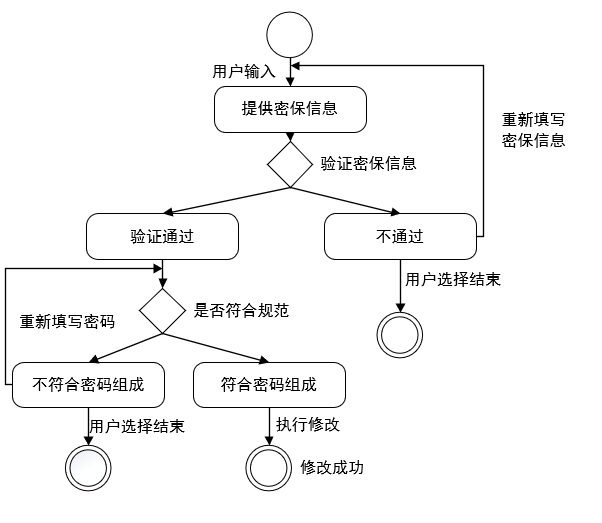 用户输入
提供密保信息
重新填写
密保信息
验证密保信息
验证通过
不通过
用户选择结束
是否符合规范
重新填写密码
不符合密码组成
符合密码组成
用户选择结束
执行修改
修改成功